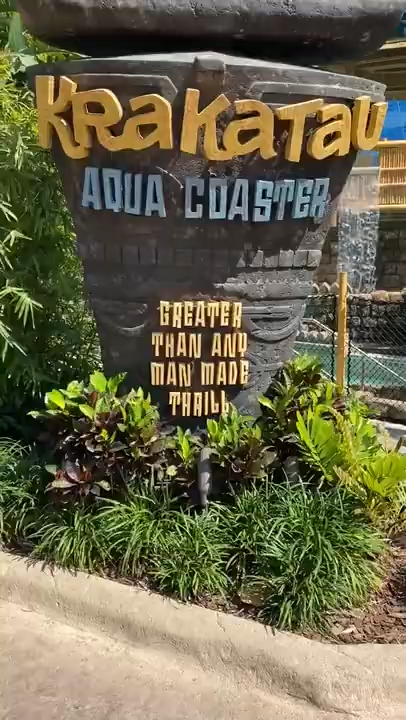 KRaKaTaU
AQUA COASTER
GREATER
THAN ANY
MAN MADE
THRILL